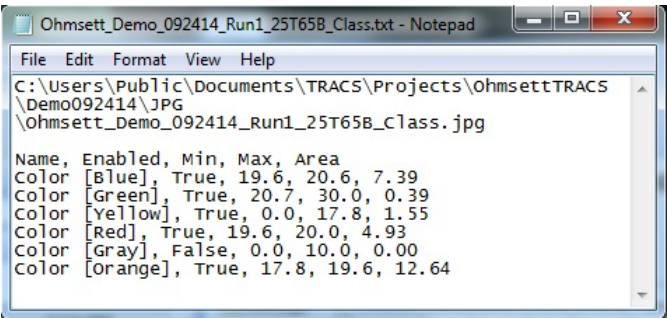 Ohmsett_Demo_092414_Run1_25T65B_Class.txt - Notepad
File Edit Format View Help
C:\Users\Public\Documents\TRACS\Projects\OhmsettTRACS
\Demo092414\JPG
\Ohmsett_Demo_092414_Run1_25T65B_Class.jpg
Name, Enabled, Min, Max, Area
Color [Blue], True, 19.6, 20.6, 7.39
Color [Green], True, 20.7, 30.0, 0.39
Color [Yellow], True, 0.0, 17.8, 1.55
Color [Red], True, 19.6, 20.0, 4.93
Color [Gray], False, 0.0, 10.0, 0.00
Color [Orange], True, 17.8, 19.6, 12.64